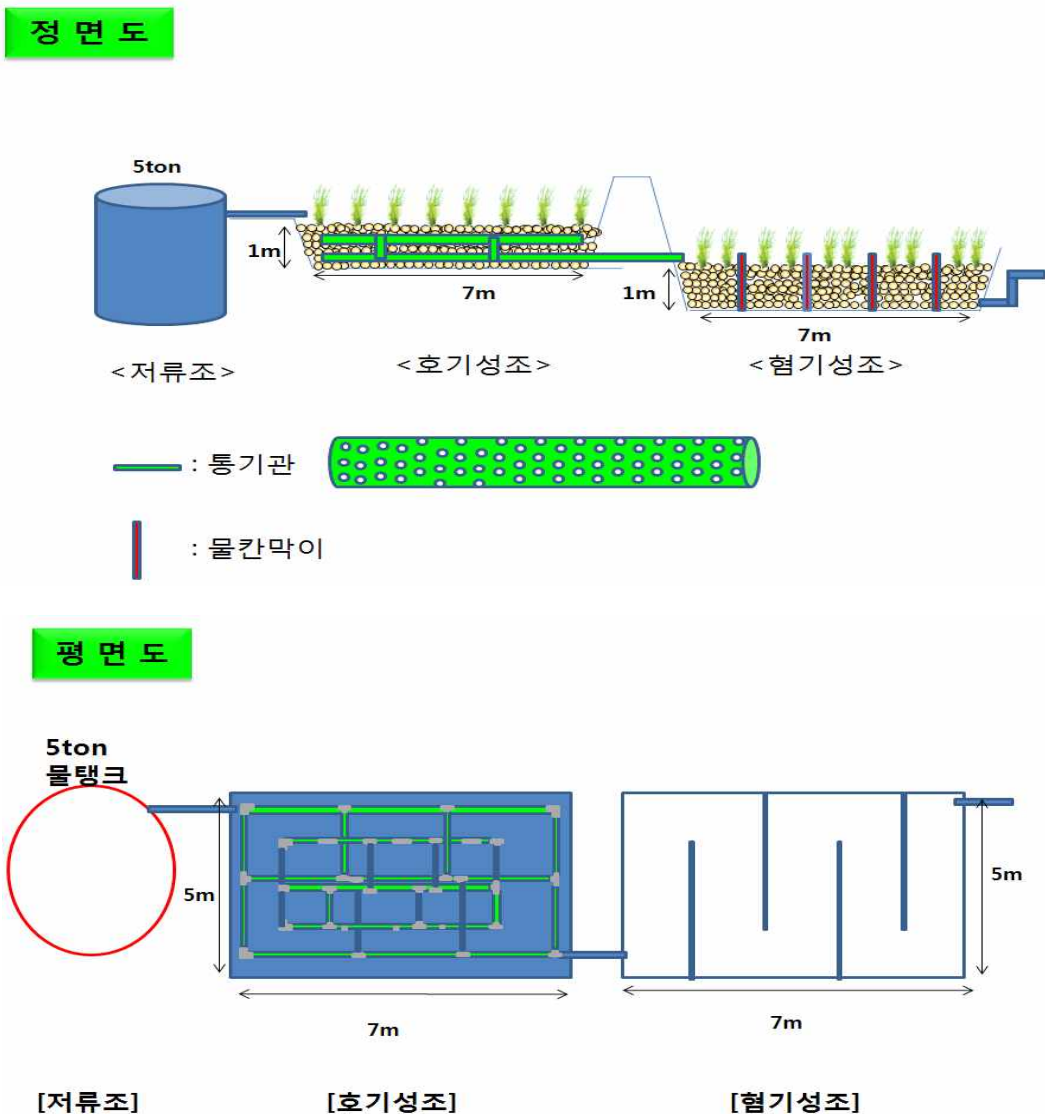 정 면 도
5ton
1m
7m
1m
7m
<저류조>
<호기성조>
<혐기성조>
: 통기관
: 물칸막이
평 면 도
5ton
물탱크
5m
5m
7m
7m
[저류조]
[호기성조]
[혐기성조]